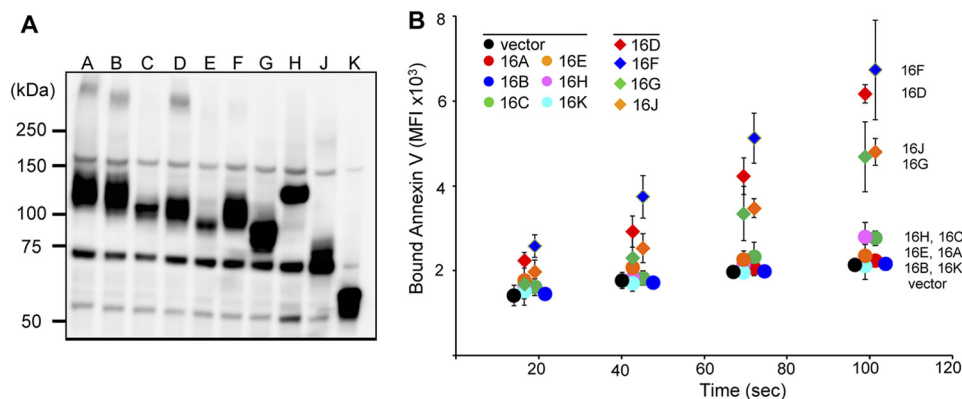 A
A B C D E F G H J K
(kDa)
250
150
100
75
50
B
Bound Annexin V (MFI x10³)
8
6
4
2
vector
16A
16B
16C
16E
16H
16K
16D
16F
16G
16J
16F
16D
16J
16G
16H, 16C
16E, 16A
16B, 16K
vector
20 40 60 80 100 120
Time (sec)